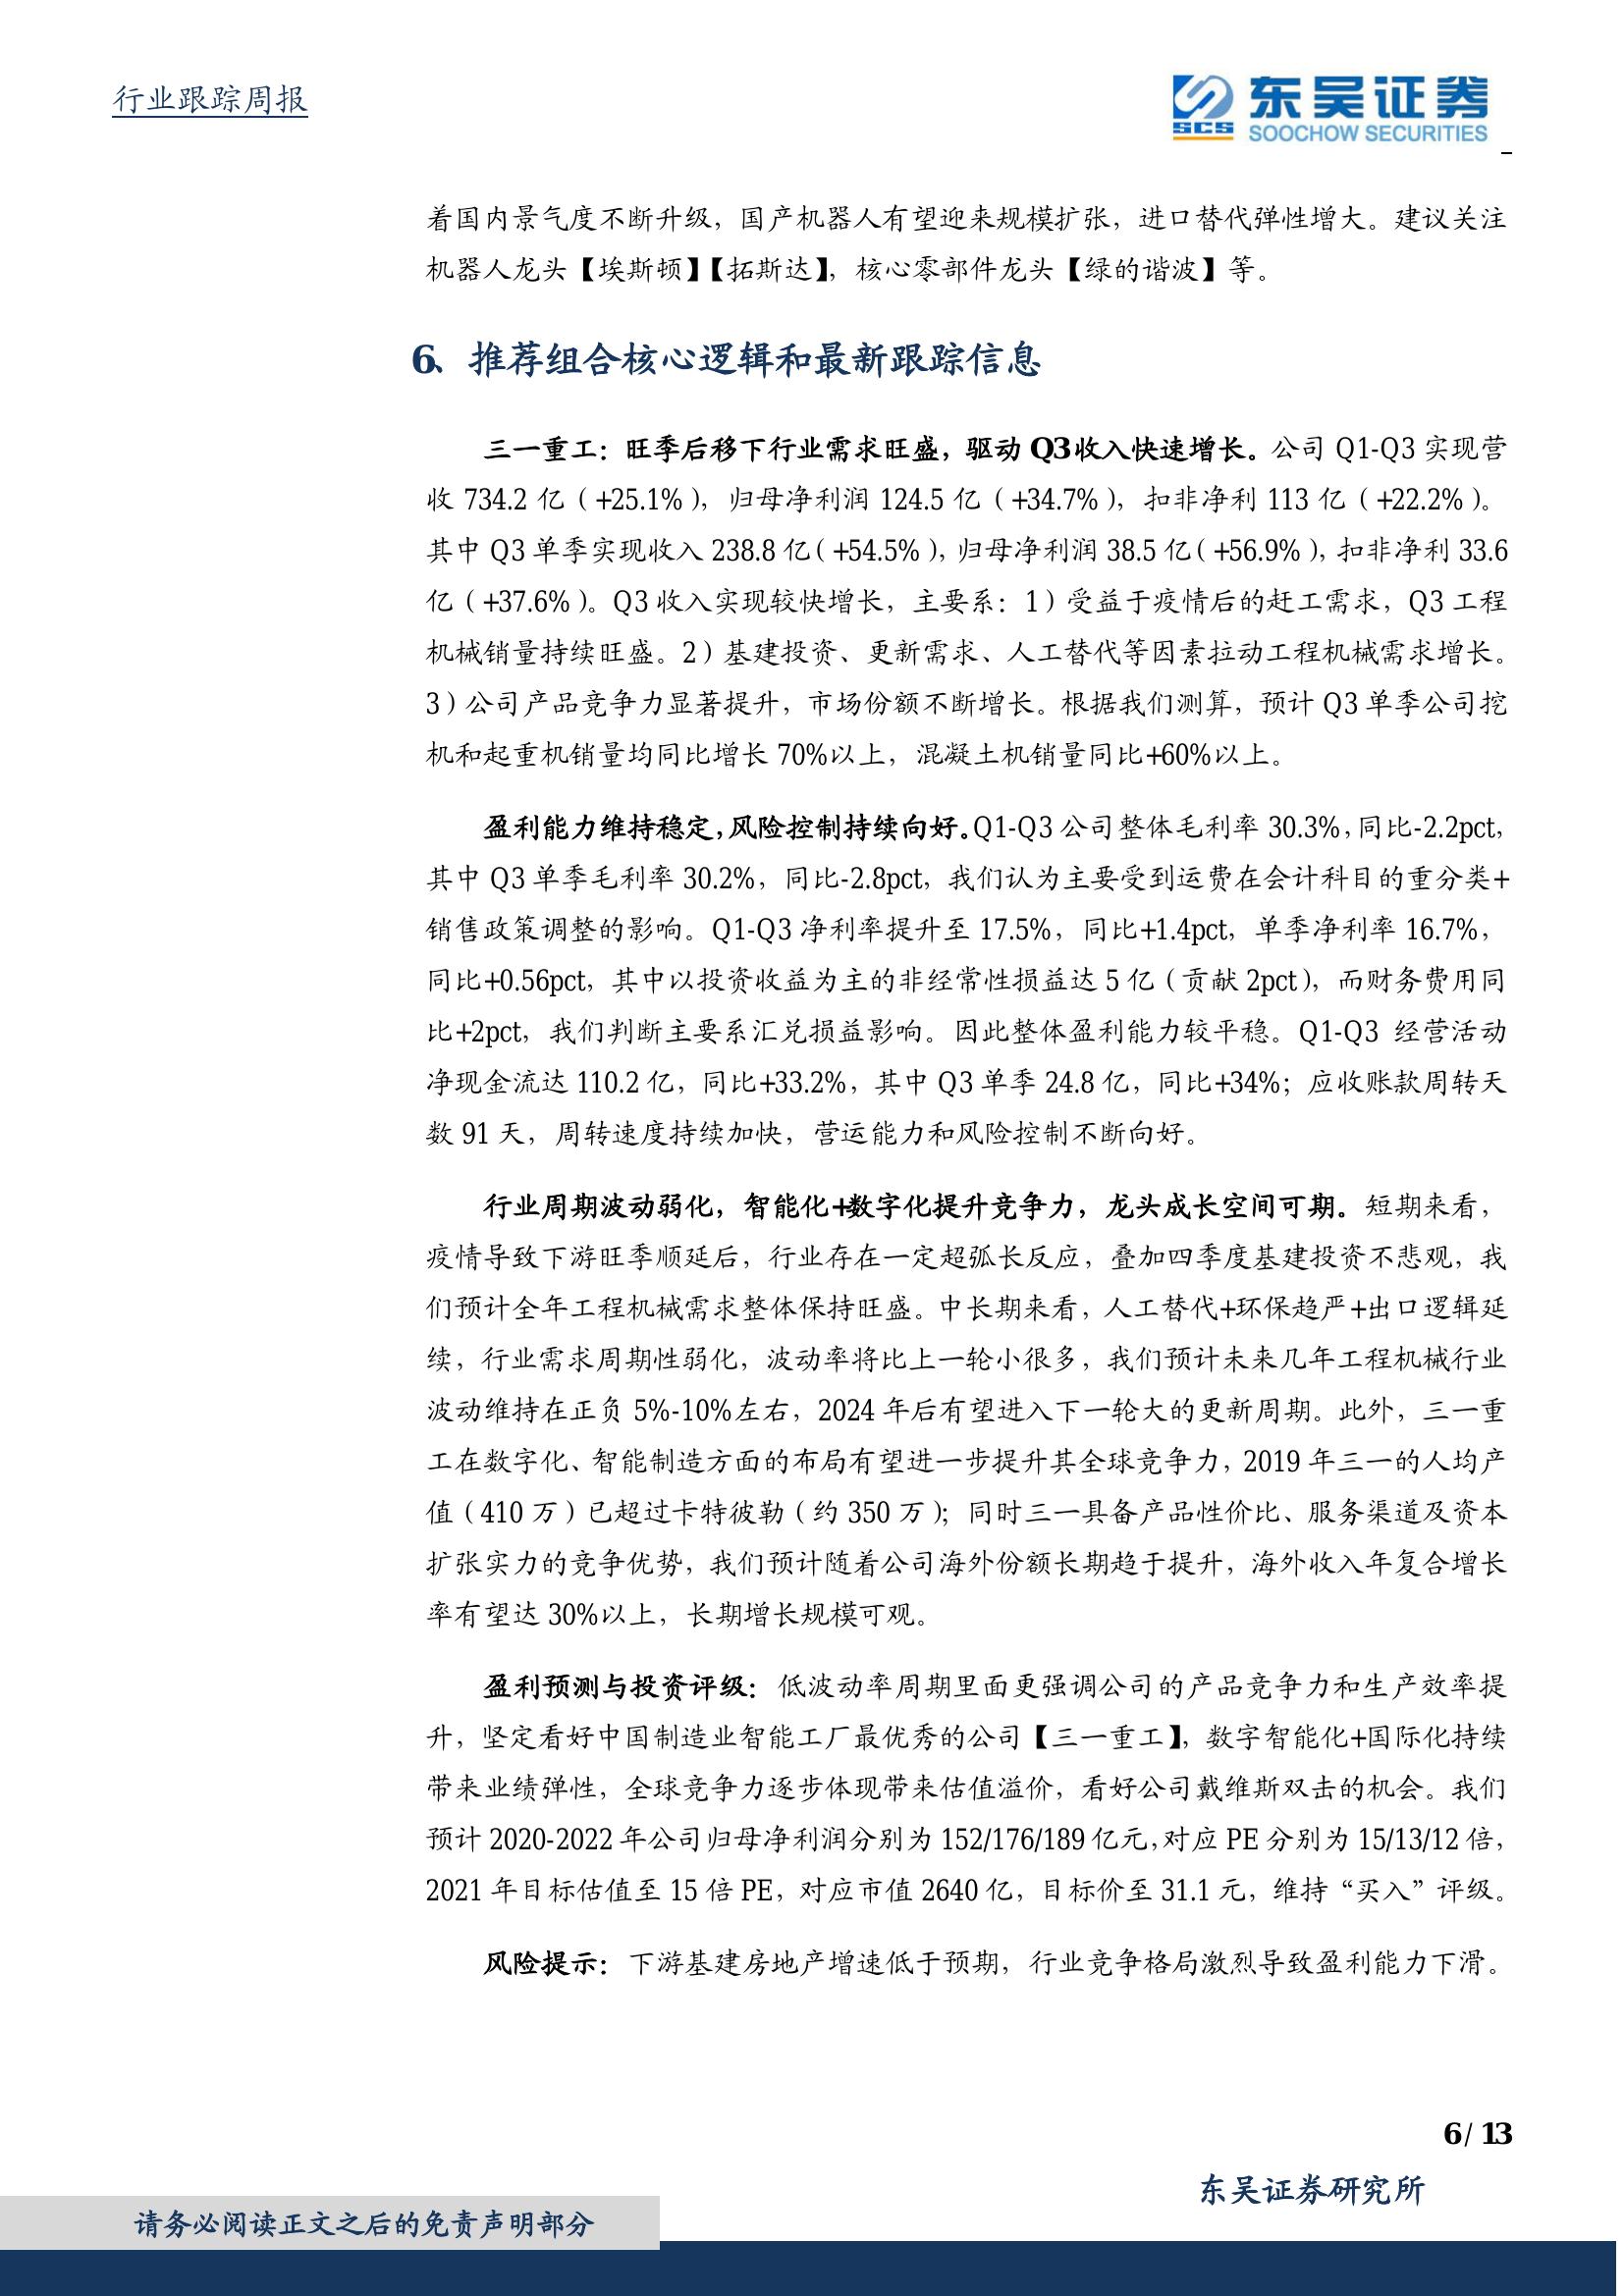 行业跟踪周报
SCS
东吴证券
SOOCHOW SECURITIES
着国内景气度不断升级，国产机器人有望迎来规模扩张，进口替代弹性增大。建议关注
机器人龙头【埃斯顿】【拓斯达】，核心零部件龙头【绿的谐波】等。
6、推荐组合核心逻辑和最新跟踪信息
三一重工：旺季后移下行业需求旺盛，驱动 Q3 收入快速增长。公司 Q1-Q3 实现营
收 734.2 亿（+25.1%），归母净利润 124.5 亿（+34.7%），扣非净利 113 亿（+22.2%）。
其中 Q3 单季实现收入 238.8 亿（+54.5%），归母净利润 38.5 亿（+56.9%），扣非净利 33.6
亿（+37.6%）。Q3 收入实现较快增长，主要系：1）受益于疫情后的赶工需求，Q3 工程
机械销量持续旺盛。2）基建投资、更新需求、人工替代等因素拉动工程机械需求增长。
3）公司产品竞争力显著提升，市场份额不断增长。根据我们测算，预计 Q3 单季公司挖
机和起重机销量均同比增长 70%以上，混凝土机销量同比+60%以上。
盈利能力维持稳定，风险控制持续向好。Q1-Q3 公司整体毛利率 30.3%，同比-2.2pct，
其中 Q3 单季毛利率 30.2%，同比-2.8pct，我们认为主要受到运费在会计科目的重分类+
销售政策调整的影响。Q1-Q3 净利率提升至 17.5%，同比+1.4pct，单季净利率 16.7%，
同比+0.56pct，其中以投资收益为主的非经常性损益达 5 亿（贡献 2pct），而财务费用同
比+2pct，我们判断主要系汇兑损益影响。因此整体盈利能力较平稳。Q1-Q3 经营活动
净现金流达 110.2 亿，同比+33.2%，其中 Q3 单季 24.8 亿，同比+34%；应收账款周转天
数 91 天，周转速度持续加快，营运能力和风险控制不断向好。
行业周期波动弱化，智能化+数字化提升竞争力，龙头成长空间可期。短期来看，
疫情导致下游旺季顺延后，行业存在一定超弧长反应，叠加四季度基建投资不悲观，我
们预计全年工程机械需求整体保持旺盛。中长期来看，人工替代+环保趋严+出口逻辑延
续，行业需求周期性弱化，波动率将比上一轮小很多，我们预计未来几年工程机械行业
波动维持在正负 5%-10%左右，2024 年后有望进入下一轮大的更新周期。此外，三一重
工在数字化、智能制造方面的布局有望进一步提升其全球竞争力，2019 年三一的人均产
值（410 万）已超过卡特彼勒（约 350 万）；同时三一具备产品性价比、服务渠道及资本
扩张实力的竞争优势，我们预计随着公司海外份额长期趋于提升，海外收入年复合增长
率有望达 30%以上，长期增长规模可观。
盈利预测与投资评级：低波动率周期里面更强调公司的产品竞争力和生产效率提
升，坚定看好中国制造业智能工厂最优秀的公司【三一重工】，数字智能化+国际化持续
带来业绩弹性，全球竞争力逐步体现带来估值溢价，看好公司戴维斯双击的机会。我们
预计 2020-2022 年公司归母净利润分别为 152/176/189 亿元，对应 PE 分别为 15/13/12 倍，
2021 年目标估值至 15 倍 PE，对应市值 2640 亿，目标价至 31.1 元，维持“买入”评级。
风险提示：下游基建房地产增速低于预期，行业竞争格局激烈导致盈利能力下滑。
6 / 13
东吴证券研究所
请务必阅读正文之后的免责声明部分